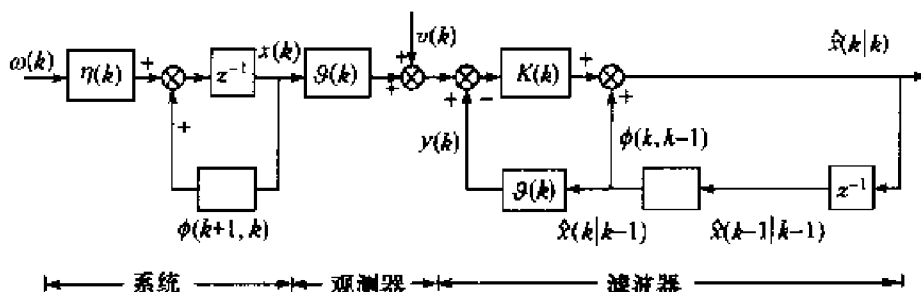 ω(k)
η(k)
+
+
z⁻¹
x(k)
ϑ(k)
φ(k+1, k)
υ(k)
+
+
+
−
y(k)
K(k)
+
+
φ(k, k−1)
ϑ(k)
x̂(k|k−1)
x̂(k−1|k−1)
z⁻¹
x̂(k|k)
系统
观测器
滤波器